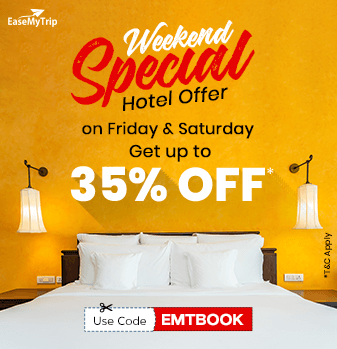 EaseMyTrip
Weekend
Special
Hotel Offer
on Friday & Saturday
Get up to
35% OFF*
*T&C Apply
Use Code EMTBOOK